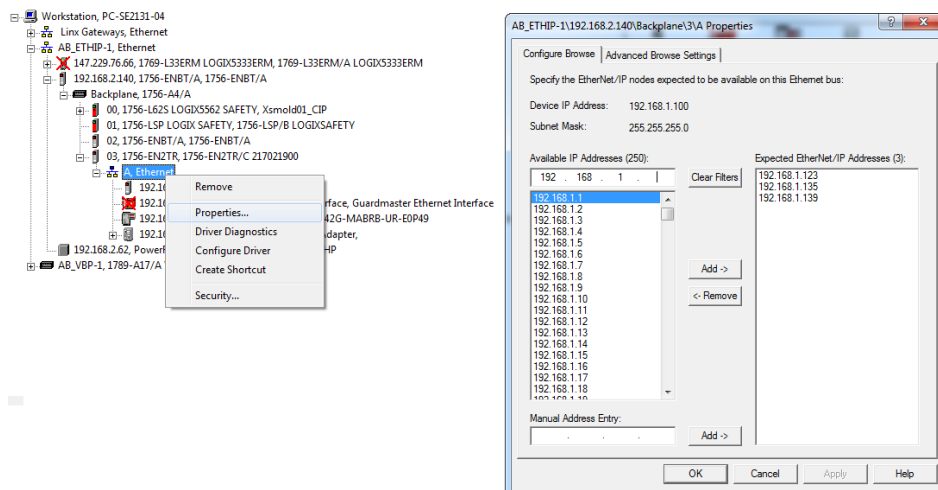 Workstation, PC-SE2131-04
Linx Gateways, Ethernet
AB_ETHIP-1, Ethernet
147.229.76.66, 1769-L33ERM LOGIX5333ERM, 1769-L33ERM/A LOGIX5333ERM
192.168.2.140, 1756-ENBT/A, 1756-ENBT/A
Backplane, 1756-A4/A
00, 1756-L62S LOGIX5562 SAFETY, Xsmold01_CIP
01, 1756-LSP LOGIX SAFETY, 1756-LSP/B LOGIXSAFETY
02, 1756-ENBT/A, 1756-ENBT/A
03, 1756-EN2TR, 1756-EN2TR/C 217021900
A, Ethernet
192.16
192.16 rface, Guardmaster Ethernet Interface
192.16 42G-MABRB-UR-E0P49
192.16 dapter,
192.168.2.62, PowerF HP
AB_VBP-1, 1789-A17/A
Remove
Properties...
Driver Diagnostics
Configure Driver
Create Shortcut
Security...
AB_ETHIP-1\192.168.2.140\Backplane\3\A Properties
Configure Browse
Advanced Browse Settings
Specify the EtherNet/IP nodes expected to be available on this Ethernet bus:
Device IP Address: 192.168.1.100
Subnet Mask: 255.255.255.0
Available IP Addresses (250):
192 . 168 . 1 .
Clear Filters
192.168.1.1
192.168.1.2
192.168.1.3
192.168.1.4
192.168.1.5
192.168.1.6
192.168.1.7
192.168.1.8
192.168.1.9
192.168.1.10
192.168.1.11
192.168.1.12
192.168.1.13
192.168.1.14
192.168.1.15
192.168.1.16
192.168.1.17
192.168.1.18
192.168.1.19
Add ->
<- Remove
Expected EtherNet/IP Addresses (3):
192.168.1.123
192.168.1.135
192.168.1.139
Manual Address Entry:
. . .
Add ->
OK
Cancel
Apply
Help